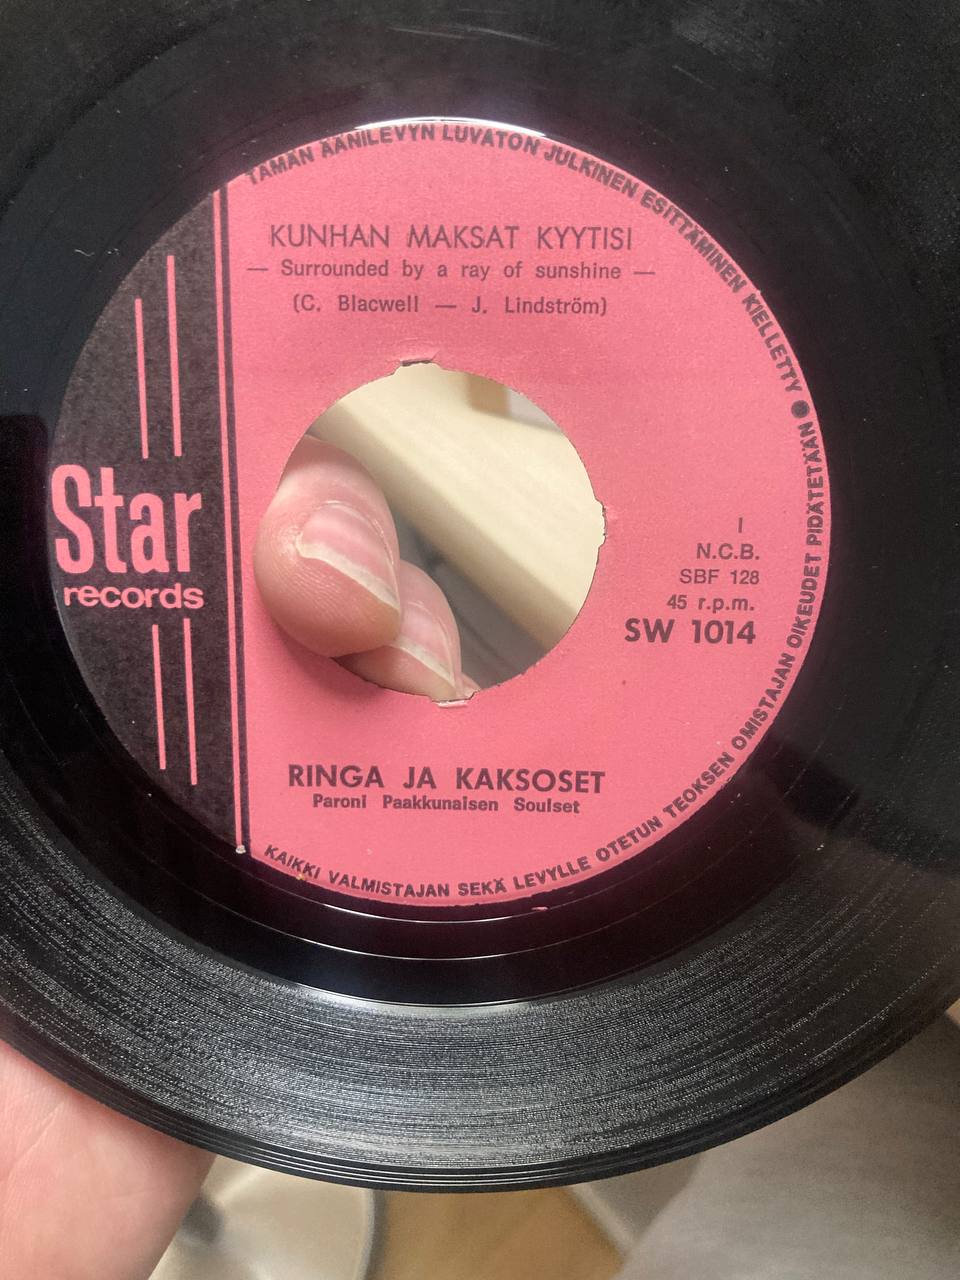 TÄMÄN ÄÄNILEVYN LUVATON JULKINEN ESITTÄMINEN KIELLETTY ● 
KUNHAN MAKSAT KYYTISI
— Surrounded by a ray of sunshine —
(C. Blacwell — J. Lindström)
Star
records
I
N.C.B.
SBF 128
45 r.p.m.
SW 1014
RINGA JA KAKSOSET
Paroni Paakkunaisen Soulset
KAIKKI VALMISTAJAN SEKÄ LEVYLLE OTETUN TEOKSEN OMISTAJAN OIKEUDET PIDÄTETÄÄN